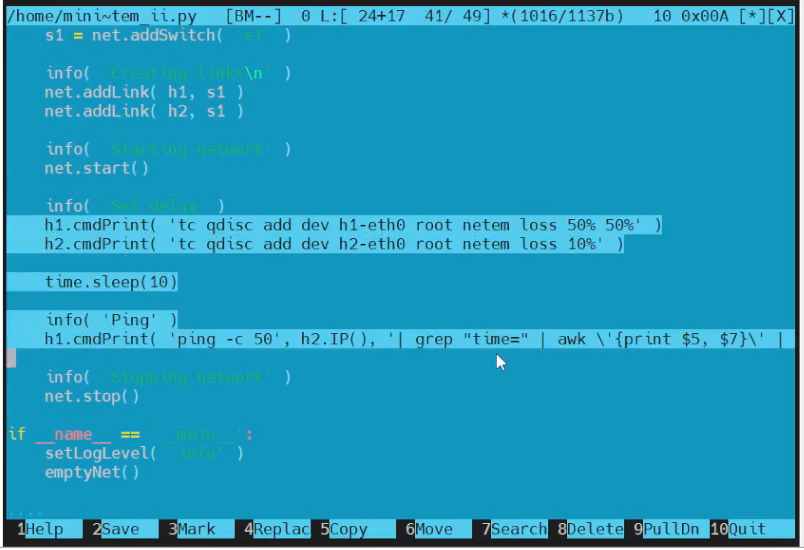 /home/mini~tem_ii.py [BM--] 0 L:[ 24+17 41/ 49] *(1016/1137b) 10 0x00A [*][X]
s1 = net.addSwitch( 's1' )
info( 'Creating links\n' )
net.addLink( h1, s1 )
net.addLink( h2, s1 )
info( 'Starting network' )
net.start()
info( 'Set delay' )
h1.cmdPrint( 'tc qdisc add dev h1-eth0 root netem loss 50% 50%' )
h2.cmdPrint( 'tc qdisc add dev h2-eth0 root netem loss 10%' )
time.sleep(10)
info( 'Ping' )
h1.cmdPrint( 'ping -c 50', h2.IP(), '| grep "time=" | awk \'{print $5, $7}\' |
info( 'Stopping network' )
net.stop()
if __name__ == '__main__':
setLogLevel( '\nfo' )
emptyNet()
....
1Help 2Save 3Mark 4Replac 5Copy 6Move 7Search 8Delete 9PullDn 10Quit